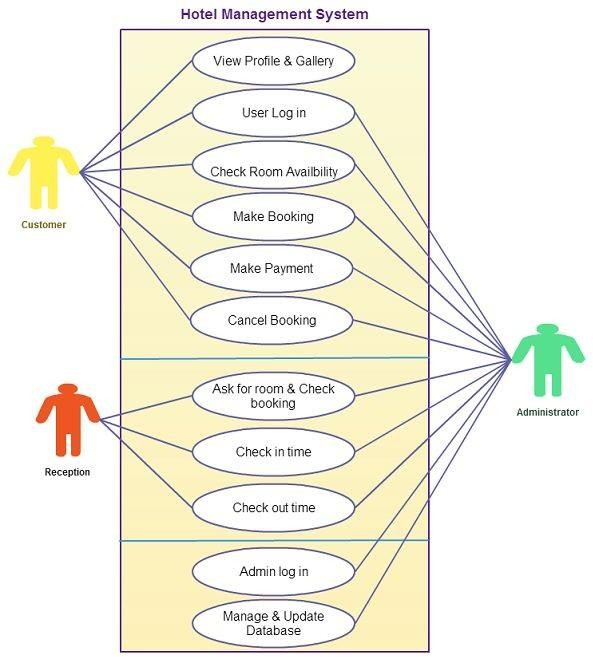 Hotel Management System
View Profile & Gallery
User Log in
Check Room Availbility
Customer
Make Booking
Make Payment
Cancel Booking
Ask for room & Check
booking
Administrator
Check in time
Reception
Check out time
Admin log in
Manage & Update
Database